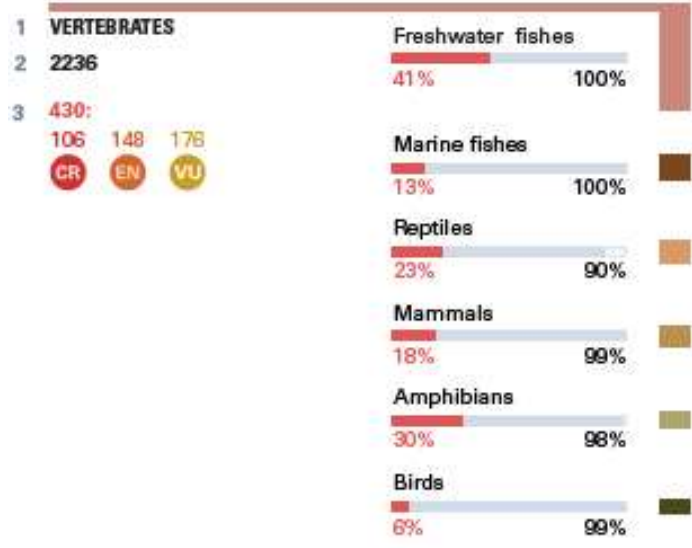 1 VERTEBRATES
2 2236
3 430:
106 148 176
CR EN VU
Freshwater fishes
41% 100%
Marine fishes
13% 100%
Reptiles
23% 90%
Mammals
18% 99%
Amphibians
30% 98%
Birds
6% 99%